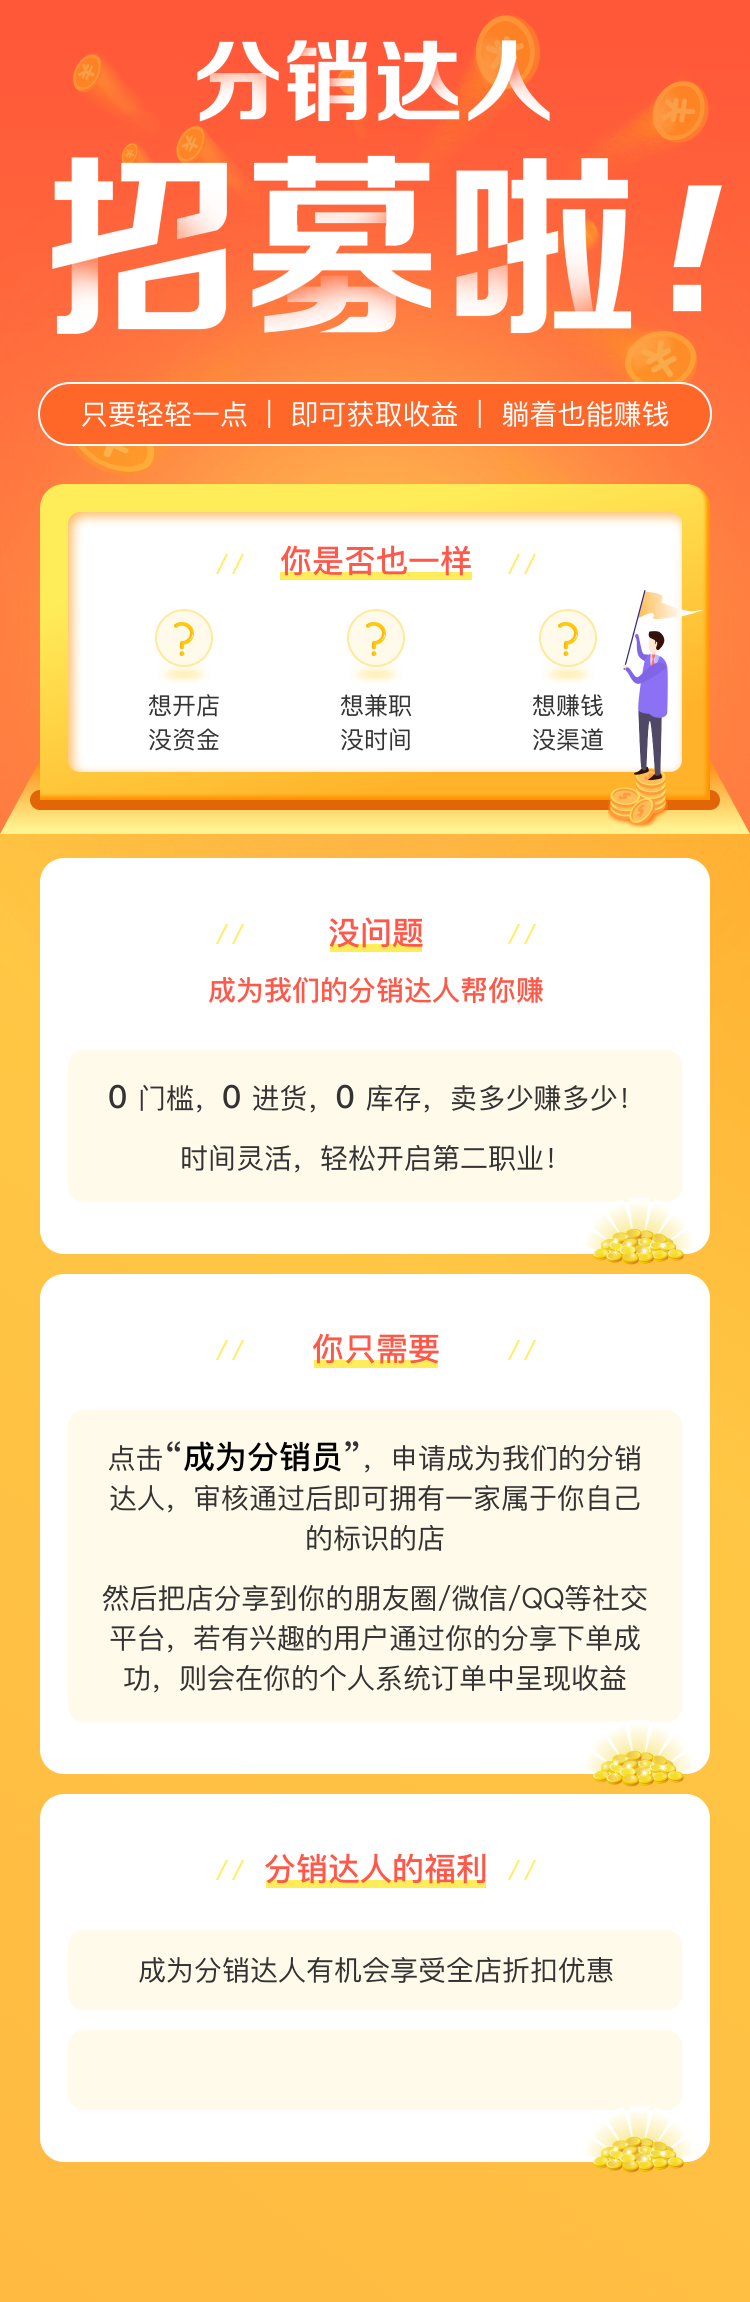 分销达人
招募啦！
只要轻轻一点 | 即可获取收益 | 躺着也能赚钱
// 你是否也一样 //
? ? ?
想开店 想兼职 想赚钱
没资金 没时间 没渠道
// 没问题 //
成为我们的分销达人帮你赚
0 门槛，0 进货，0 库存，卖多少赚多少！
时间灵活，轻松开启第二职业！
// 你只需要 //
点击“成为分销员”，申请成为我们的分销
达人，审核通过后即可拥有一家属于你自己
的标识的店
然后把店分享到你的朋友圈/微信/QQ等社交
平台，若有兴趣的用户通过你的分享下单成
功，则会在你的个人系统订单中呈现收益
// 分销达人的福利 //
成为分销达人有机会享受全店折扣优惠